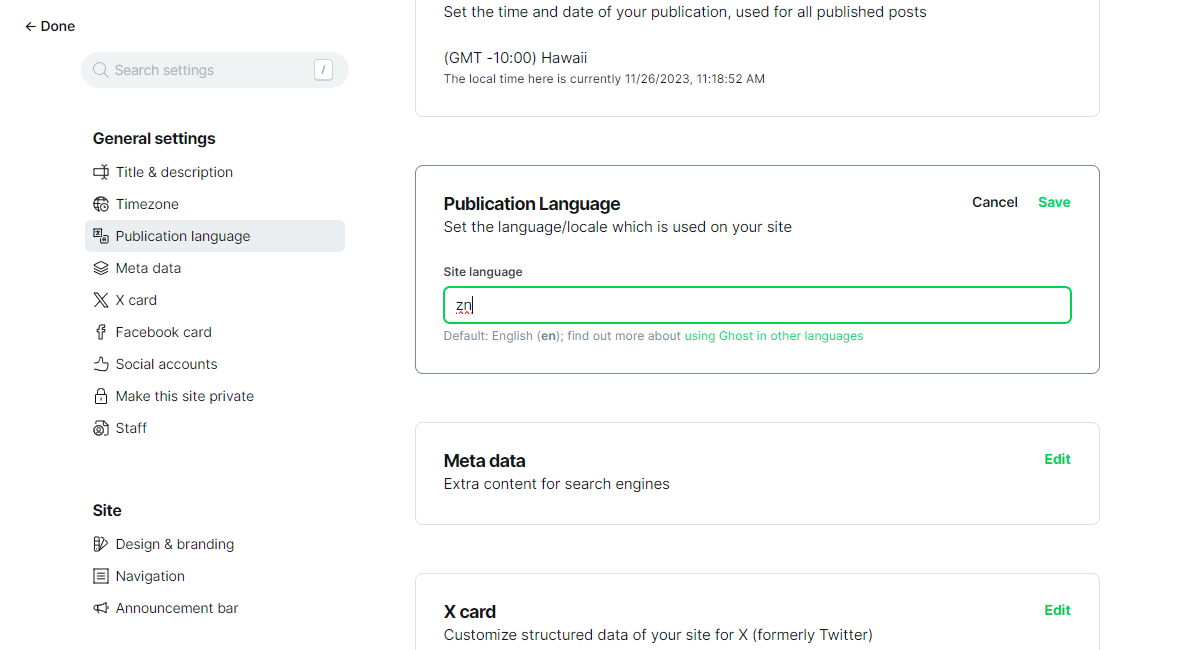 ← Done
Search settings /
General settings
Title & description
Timezone
Publication language
Meta data
X card
Facebook card
Social accounts
Make this site private
Staff
Site
Design & branding
Navigation
Announcement bar
Set the time and date of your publication, used for all published posts
(GMT -10:00) Hawaii
The local time here is currently 11/26/2023, 11:18:52 AM
Publication Language
Cancel Save
Set the language/locale which is used on your site
Site language
zn
Default: English (en); find out more about using Ghost in other languages
Meta data
Edit
Extra content for search engines
X card
Edit
Customize structured data of your site for X (formerly Twitter)